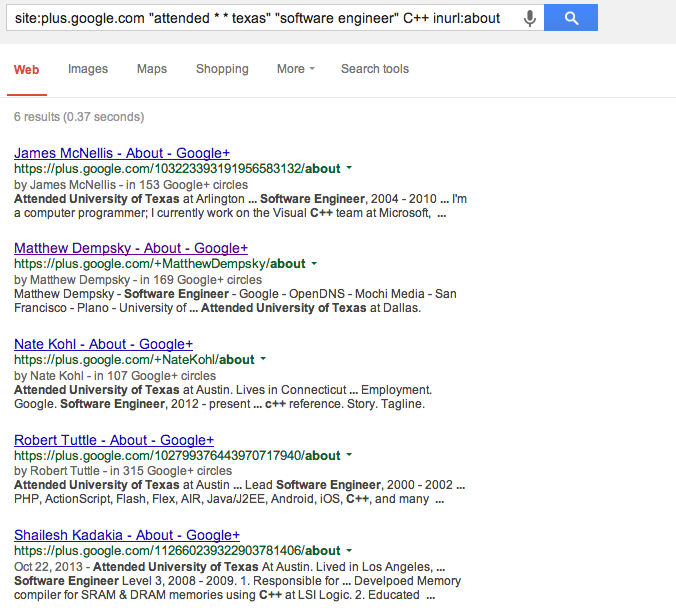 site:plus.google.com "attended * * texas" "software engineer" C++ inurl:about
Web Images Maps Shopping More Search tools
6 results (0.37 seconds)
James McNellis - About - Google+
https://plus.google.com/103223393191956583132/about
by James McNellis - in 153 Google+ circles
Attended University of Texas at Arlington ... Software Engineer, 2004 - 2010 ... I'm
a computer programmer; I currently work on the Visual C++ team at Microsoft, ...
Matthew Dempsky - About - Google+
https://plus.google.com/+MatthewDempsky/about
by Matthew Dempsky - in 169 Google+ circles
Matthew Dempsky - Software Engineer - Google - OpenDNS - Mochi Media - San
Francisco - Plano - University of ... Attended University of Texas at Dallas.
Nate Kohl - About - Google+
https://plus.google.com/+NateKohl/about
by Nate Kohl - in 107 Google+ circles
Attended University of Texas at Austin. Lives in Connecticut ... Employment.
Google. Software Engineer, 2012 - present ... c++ reference. Story. Tagline.
Robert Tuttle - About - Google+
https://plus.google.com/102799376443970717940/about
by Robert Tuttle - in 315 Google+ circles
Attended University of Texas at Austin ... Lead Software Engineer, 2000 - 2002 ...
PHP, ActionScript, Flash, Flex, AIR, Java/J2EE, Android, iOS, C++, and many ...
Shailesh Kadakia - About - Google+
https://plus.google.com/112660239322903781406/about
Oct 22, 2013 - Attended University of Texas At Austin. Lived in Los Angeles, ...
Software Engineer Level 3, 2008 - 2009. 1. Responsible for ... Develpoed Memory
compiler for SRAM & DRAM memories using C++ at LSI Logic. 2. Educated ...